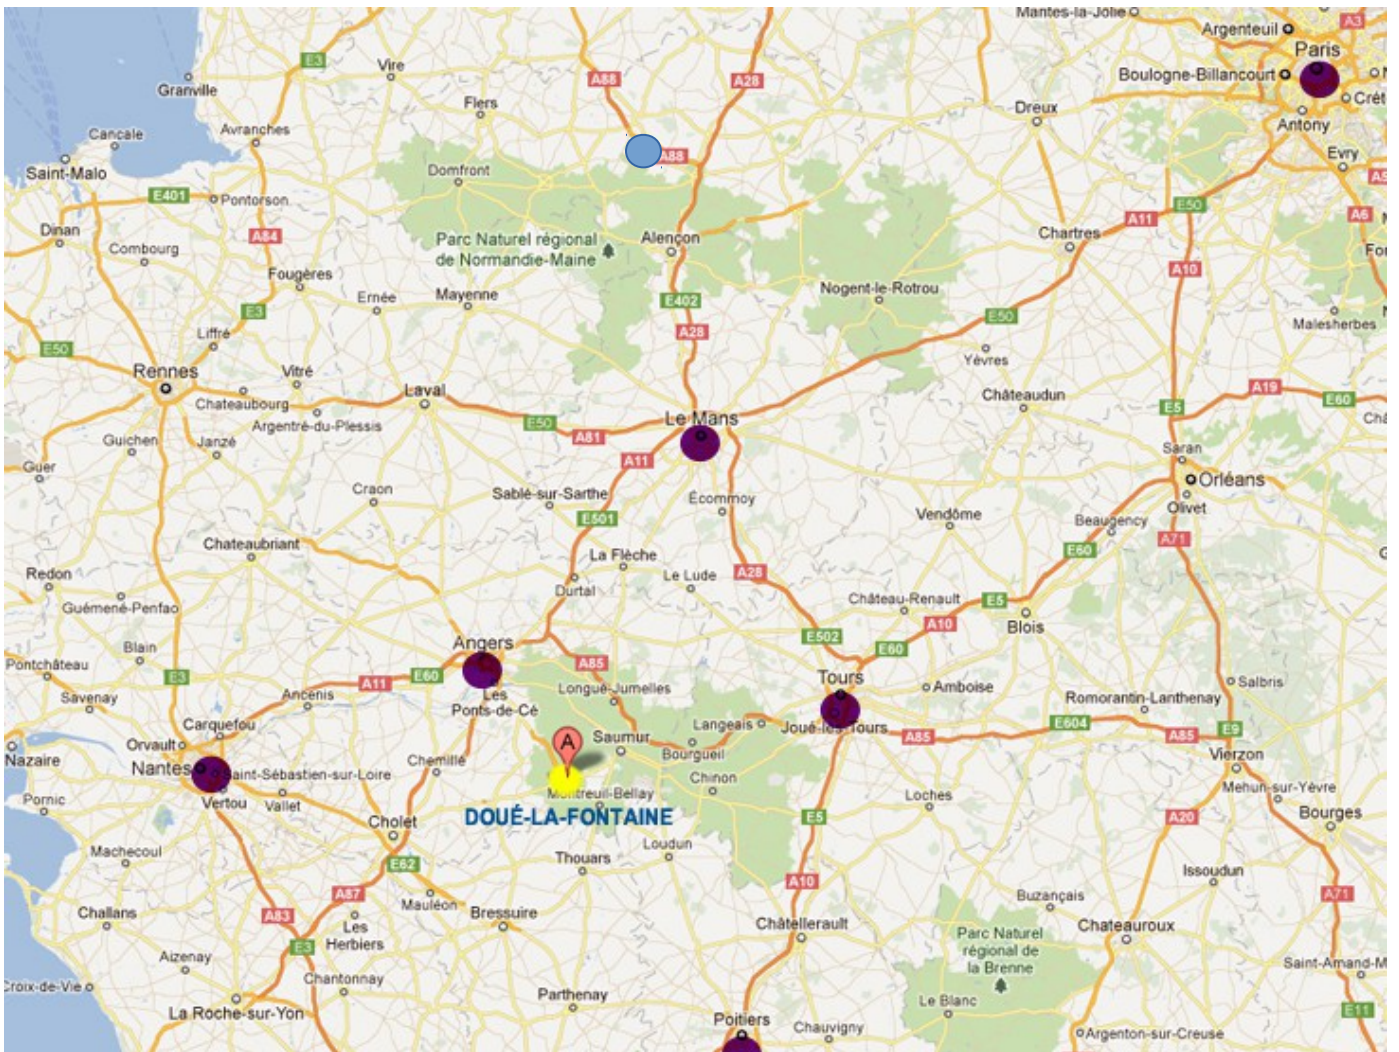 Mantes-la-Jolie
Argenteuil
A3
Paris
E3
Vire
A88
A28
Boulogne-Billancourt
Granville
Flers
Dreux
Antony
Cancale
Avranches
A88
Evry
Saint-Malo
Domfront
E401
Pontorson
E50
A6
Dinan
A84
Parc Naturel régional
de Normandie-Maine
Alençon
A11
Chartres
Combourg
A10
Fougères
Ernée
Mayenne
E402
Nogent-le-Rotrou
E3
E50
Malesherbes
Liffré
A28
E50
Yèvres
Rennes
Vitré
Laval
Châteaudun
A19
E60
Chateaubourg
E5
Argentré-du-Plessis
E50
A81
Le Mans
Guichen
Janzé
A11
Saran
Guer
Craon
Sablé-sur-Sarthe
Écommoy
Orléans
Olivet
E501
Vendôme
Beaugency
A71
Chateaubriant
La Flèche
E60
Redon
Le Lude
A28
Durtal
Château-Renault
E5
Guémené-Penfao
A10
Blois
Blain
Angers
E502
E60
Pontchâteau
E3
A11
E60
A85
Tours
Salbris
Savenay
Ancenis
Les
Ponts-de-Cé
Longué-Jumelles
Amboise
Romorantin-Lanthenay
Carquefou
Langeais
Joué-lès-Tours
E604
E9
Orvault
A
Saumur
A85
A85
Nazaire
Chemillé
Bourgueil
Vierzon
Nantes
Saint-Sébastien-sur-Loire
Chinon
Mehun-sur-Yèvre
Pornic
Vertou
Vallet
Montreuil-Bellay
Loches
DOUÉ-LA-FONTAINE
E5
A20
Bourges
Cholet
Machecoul
Loudun
E62
Thouars
Issoudun
A87
A10
A71
Challans
A83
Mauléon
Bressuire
Buzançais
Les
Herbiers
Châtellerault
Chateauroux
E3
Parc Naturel
régional de
la Brenne
Aizenay
Chantonnay
Saint-Amand-M
Croix-de-Vie
Parthenay
Le Blanc
La Roche-sur-Yon
Poitiers
E11
Chauvigny
Argenton-sur-Creuse